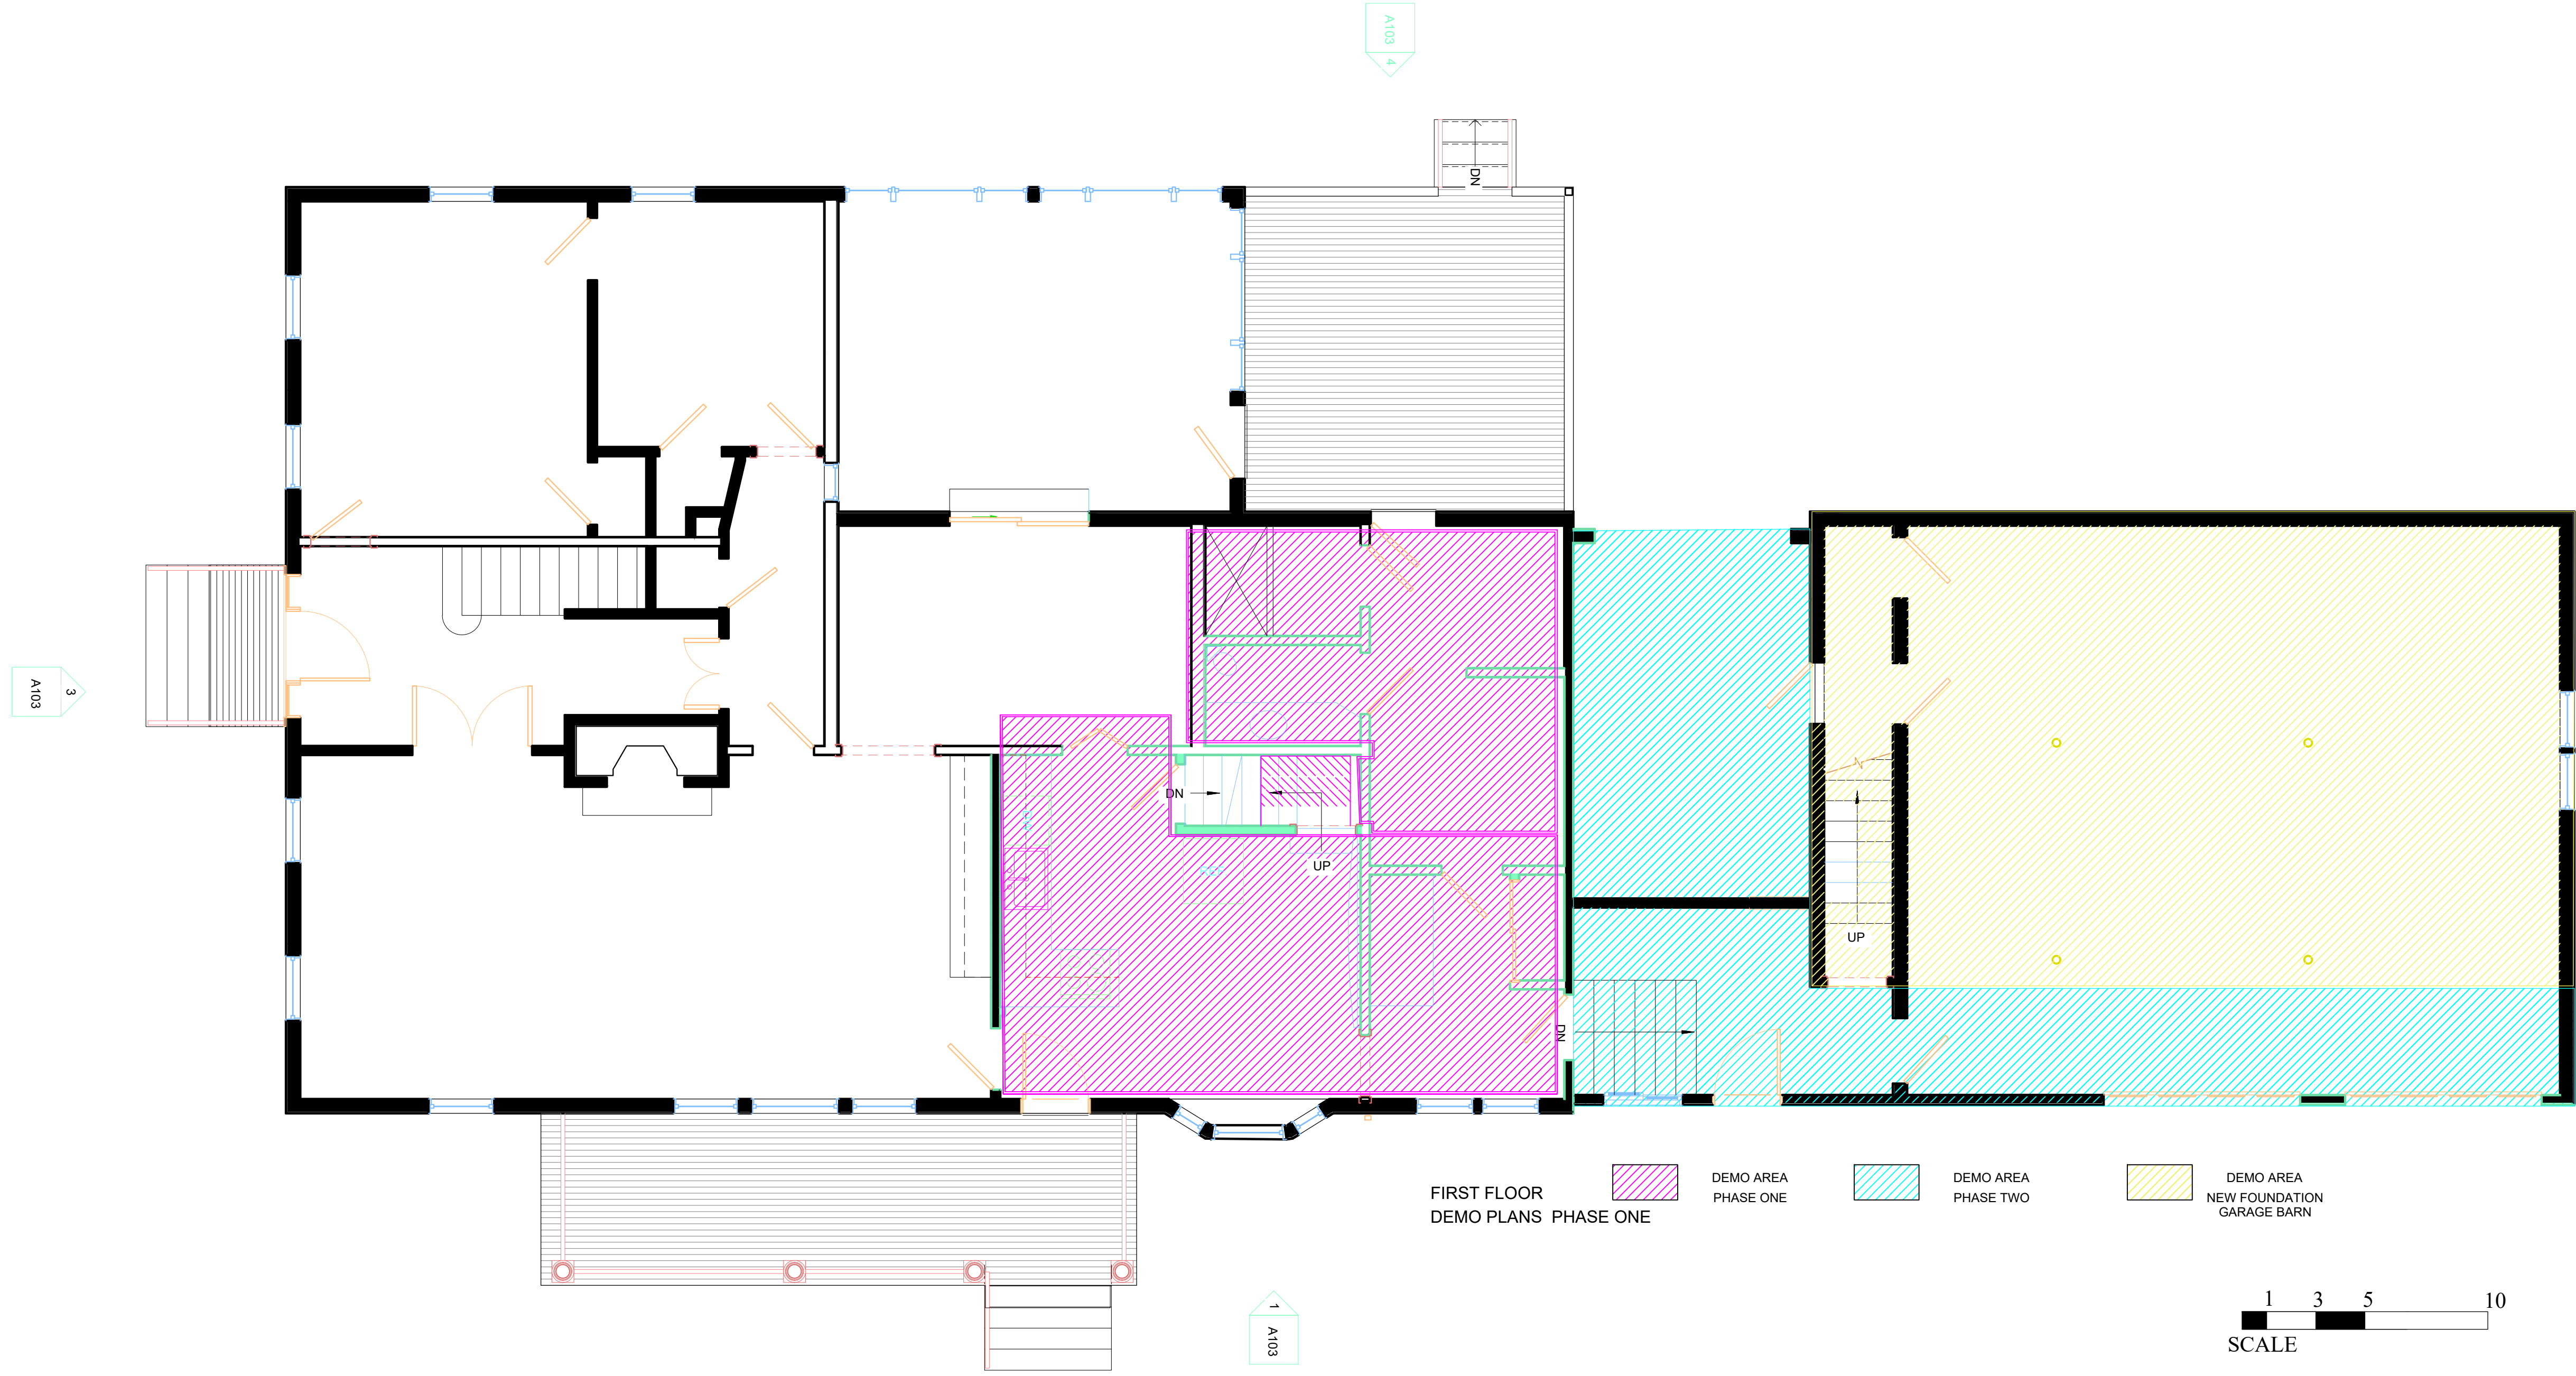 A103
4
DN
3
A103
DN
UP
REF
UP
DN
FIRST FLOOR
DEMO PLANS PHASE ONE
DEMO AREA
PHASE ONE
DEMO AREA
PHASE TWO
DEMO AREA
NEW FOUNDATION
GARAGE BARN
1
A103
1 3 5 10
SCALE